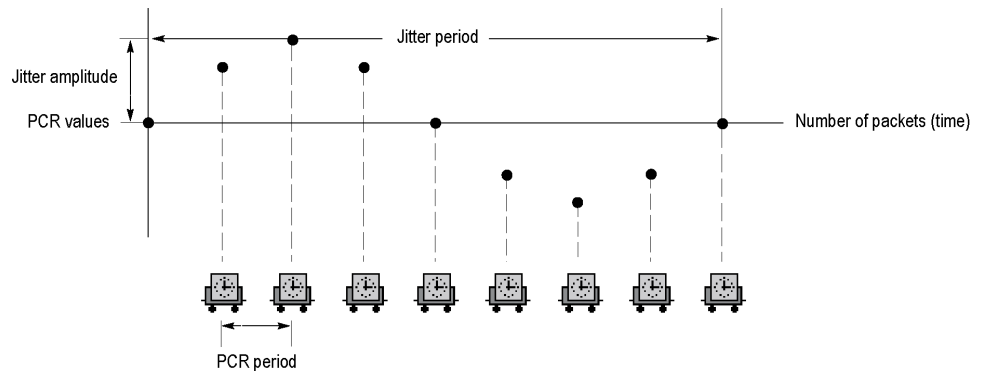 Jitter period
Jitter amplitude
PCR values
Number of packets (time)
PCR period